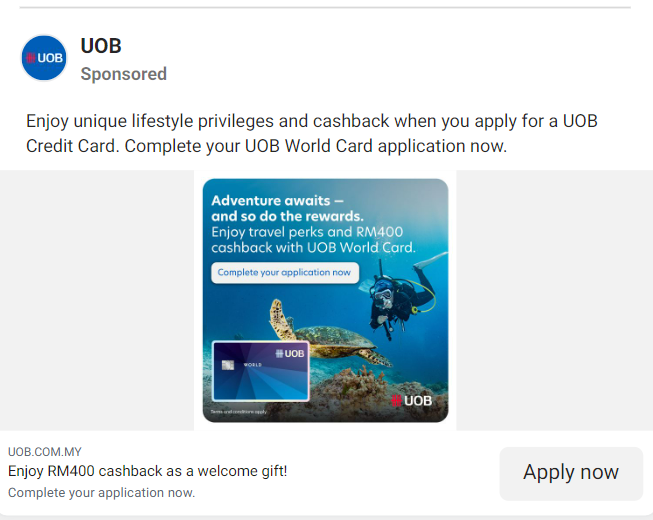 UOB
UOB
Sponsored
Enjoy unique lifestyle privileges and cashback when you apply for a UOB
Credit Card. Complete your UOB World Card application now.
Adventure awaits –
and so do the rewards.
Enjoy travel perks and RM400
cashback with UOB World Card.
Complete your application now
UOB
WORLD
UOB
Terms and conditions apply.
UOB.COM.MY
Enjoy RM400 cashback as a welcome gift!
Complete your application now.
Apply now